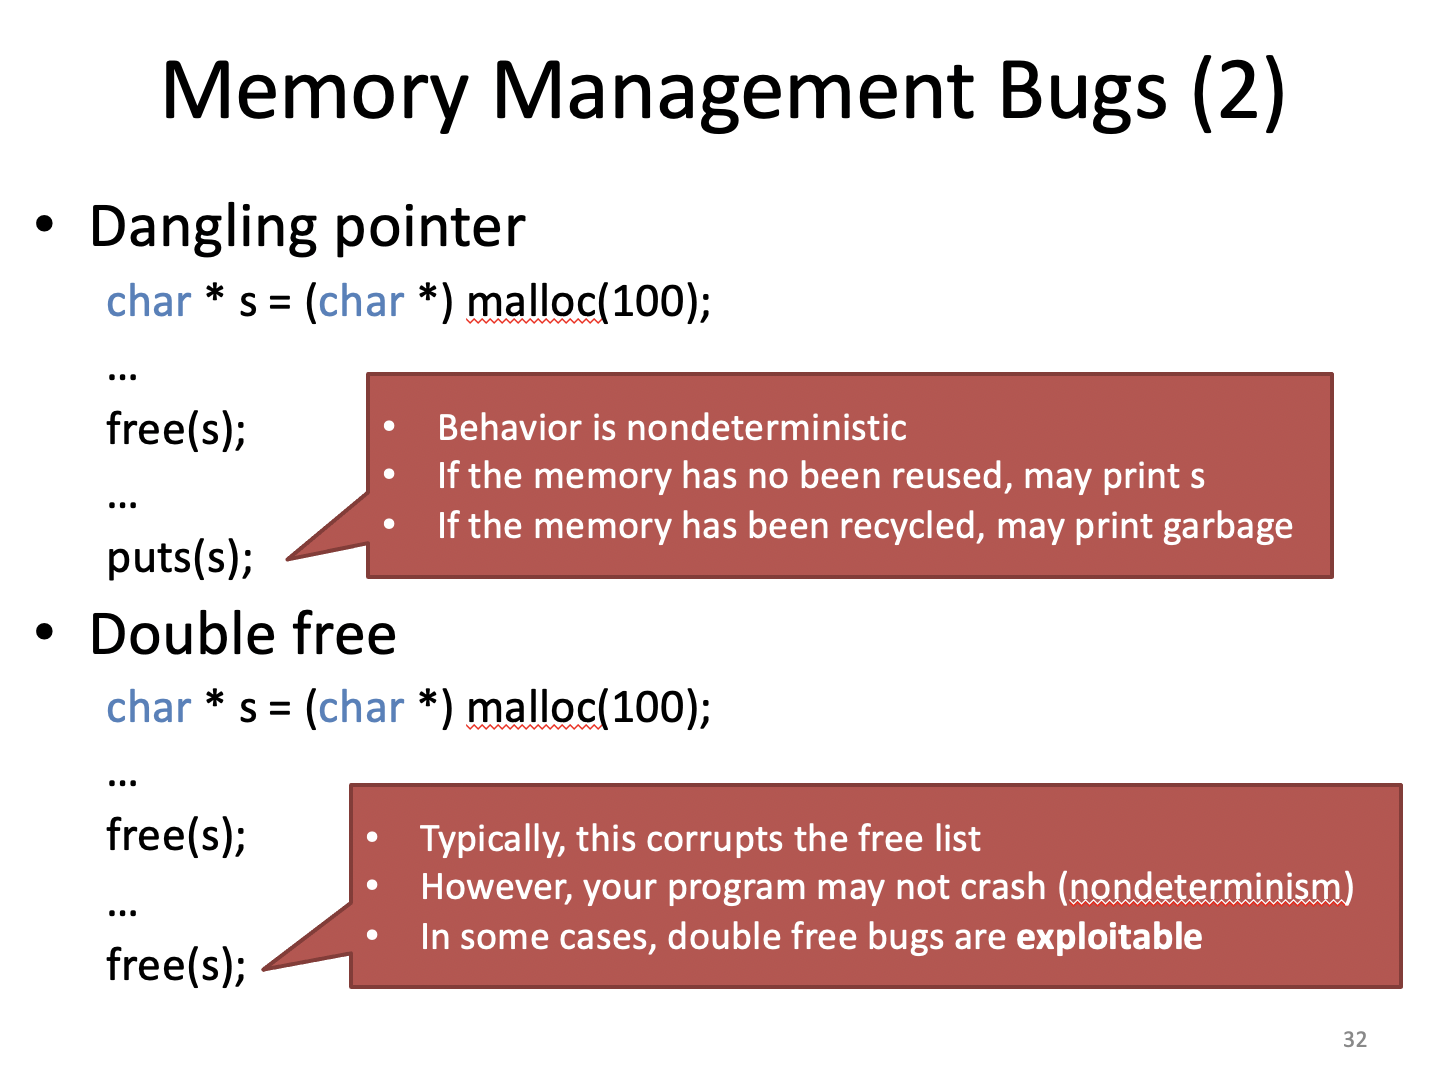 Memory Management Bugs (2)
• Dangling pointer
char * s = (char *) malloc(100);
…
free(s);
…
puts(s);
• Behavior is nondeterministic
• If the memory has no been reused, may print s
• If the memory has been recycled, may print garbage
• Double free
char * s = (char *) malloc(100);
…
free(s);
…
free(s);
• Typically, this corrupts the free list
• However, your program may not crash (nondeterminism)
• In some cases, double free bugs are exploitable
32